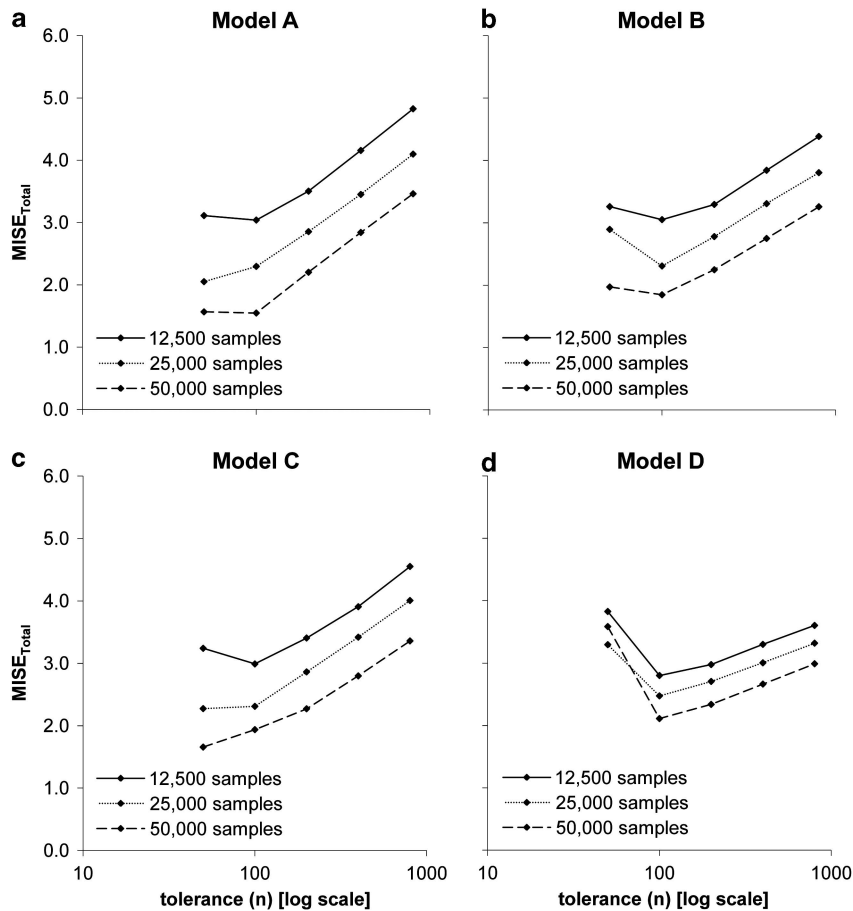 a
Model A
6.0
5.0
4.0
3.0
2.0
1.0
0.0
MISETotal
12,500 samples
25,000 samples
50,000 samples
b
Model B
12,500 samples
25,000 samples
50,000 samples
c
Model C
6.0
5.0
4.0
3.0
2.0
1.0
0.0
MISETotal
12,500 samples
25,000 samples
50,000 samples
10
100
1000
tolerance (n) [log scale]
d
Model D
12,500 samples
25,000 samples
50,000 samples
10
100
1000
tolerance (n) [log scale]